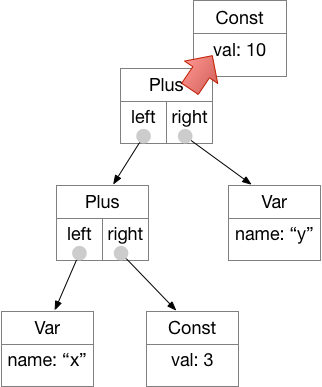 Const
val: 10
Plus
left right
Plus
left right
Var
name: “y”
Var
name: “x”
Const
val: 3